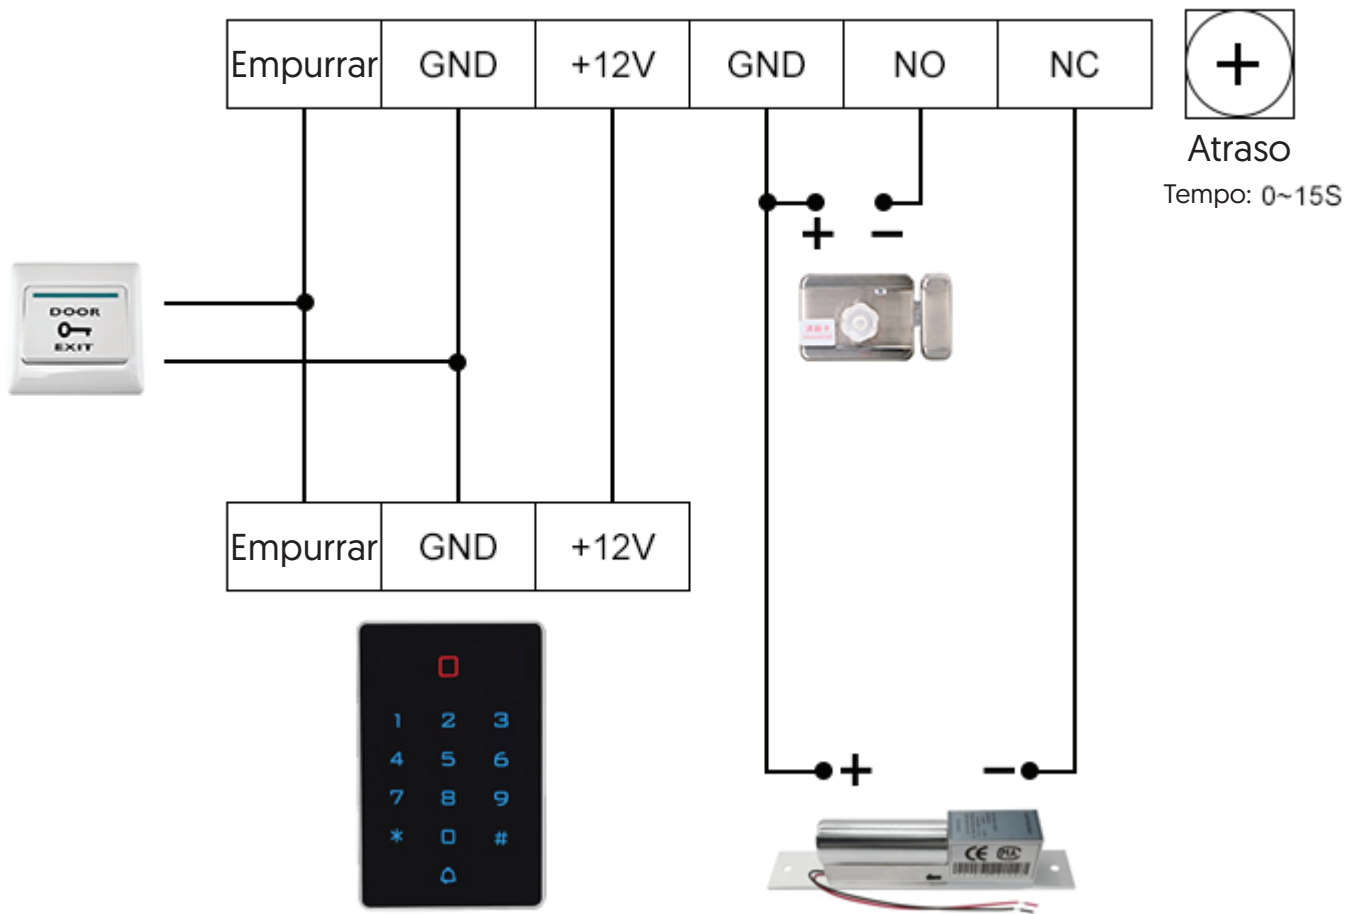 Empurrar GND +12V GND NO NC
Atraso
Tempo: 0~15S
DOOR
EXIT
+ −
Empurrar GND +12V
1 2 3
4 5 6
7 8 9
* 0 #
+ −
CE